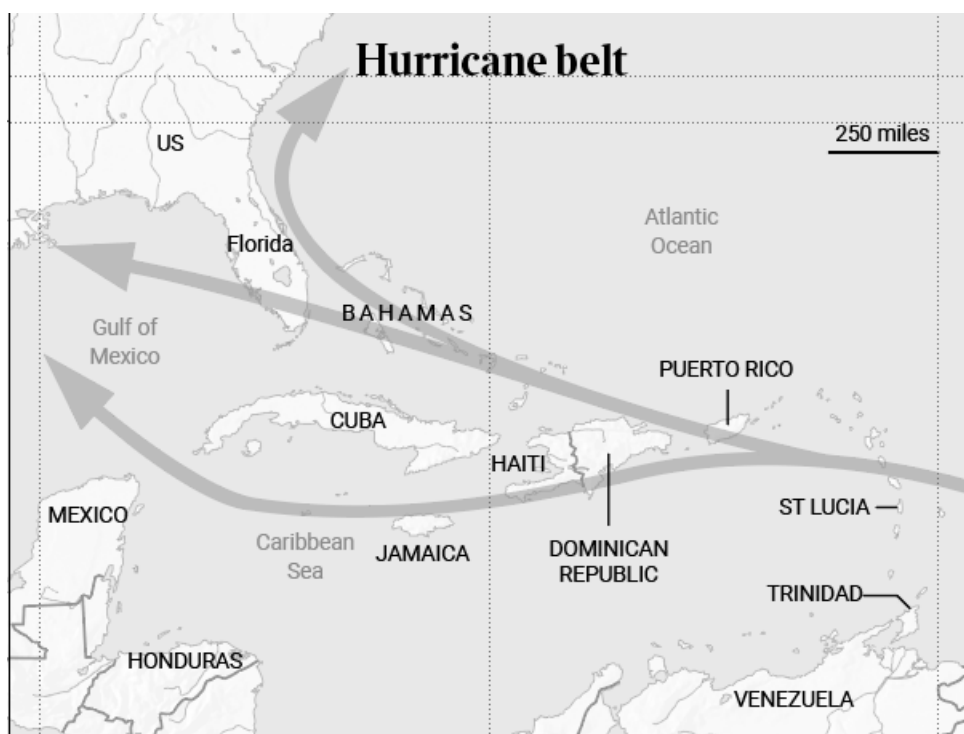 Hurricane belt
250 miles
US
Atlantic
Ocean
Florida
BAHAMAS
Gulf of
Mexico
PUERTO RICO
CUBA
HAITI
MEXICO
ST LUCIA
Caribbean
Sea
JAMAICA
DOMINICAN
REPUBLIC
TRINIDAD
HONDURAS
VENEZUELA